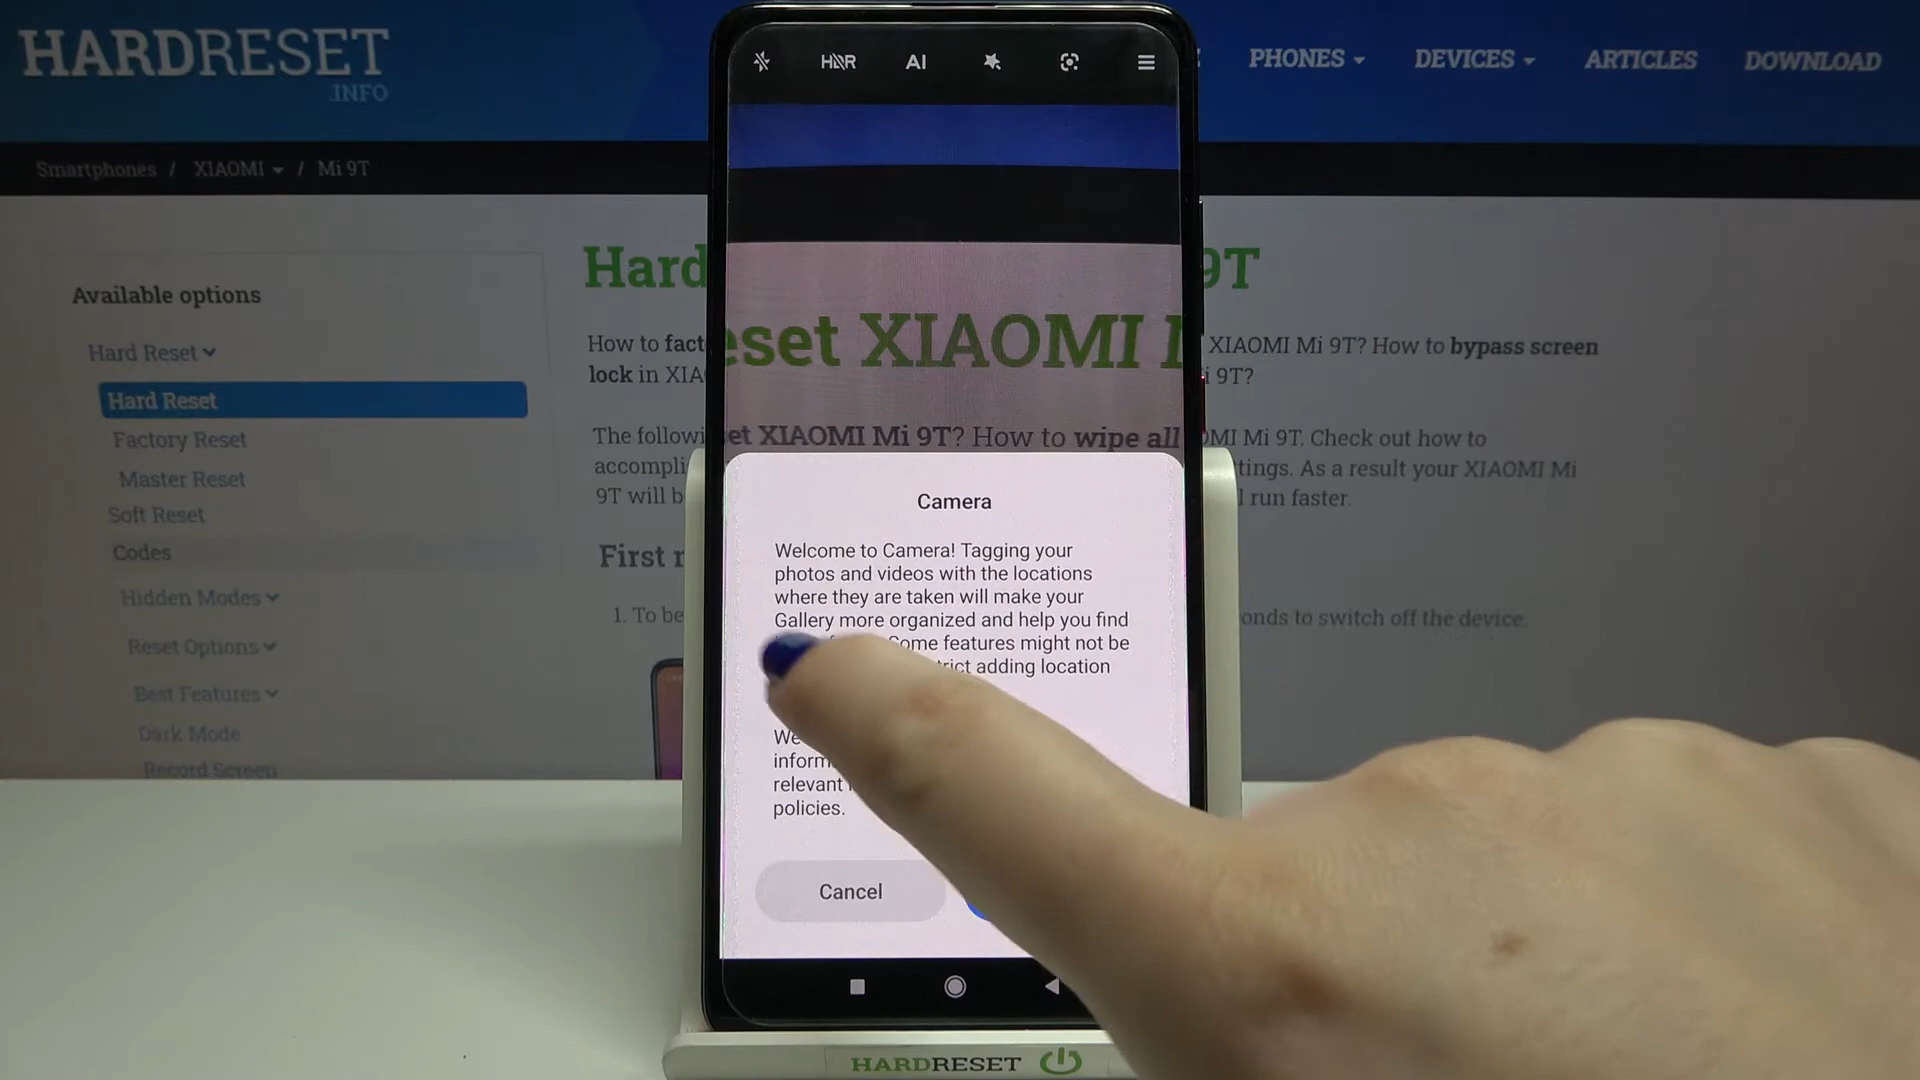 HARDRESET
.INFO
PHONES
DEVICES
ARTICLES
DOWNLOAD
Smartphones / XIAOMI / Mi 9T
Available options
Hard Reset
Hard Reset
Factory Reset
Master Reset
Soft Reset
Codes
Hidden Modes
Reset Options
Best Features
Dark Mode
Record Screen
Hard 9T
How to fact XIAOMI Mi 9T? How to bypass screen
lock in XIA i 9T?
The followi OMI Mi 9T. Check out how to
accompli tings. As a result your XIAOMI Mi
9T will b l run faster.
First r
1. To be onds to switch off the device
HDR AI
eset XIAOMI
et XIAOMI Mi 9T? How to wipe all
Camera
Welcome to Camera! Tagging your
photos and videos with the locations
where they are taken will make your
Gallery more organized and help you find
ome features might not be
trict adding location
We
inform
relevant
policies.
Cancel
HARDRESET